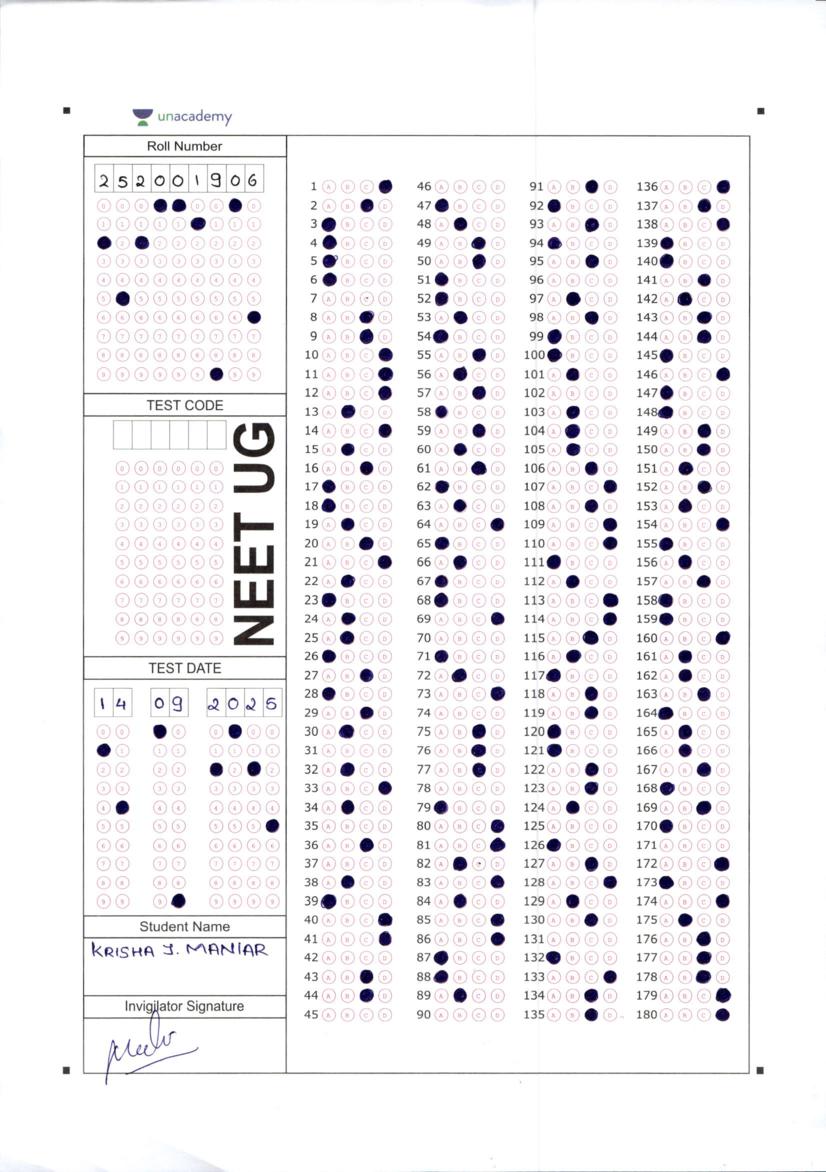 unacademy
Roll Number
2 5 2 0 0 1 9 0 6
TEST CODE
NEET UG
TEST DATE
1 4 0 9 2 0 2 5
Student Name
KRISHA J. MANIAR
Invigilator Signature
1 A B C
2 A B D
3 B C D
4 B C D
5 B C D
6 B C D
7 A B C D
8 A B D
9 A B D
10 A B C
11 A B C
12 A B C
13 A C D
14 A B C
15 A C D
16 A B D
17 B C D
18 B C D
19 A C D
20 A B D
21 A B C
22 A C D
23 B C D
24 A C D
25 A C D
26 B C D
27 A B D
28 B C D
29 A B D
30 A C D
31 A B C D
32 A C D
33 A B C
34 A C D
35 A B C D
36 A B D
37 A B C D
38 A C D
39 B C D
40 A B C
41 A B C
42 A B C D
43 A B D
44 A B D
45 A B C D
46 A B C D
47 B C D
48 A C D
49 A B D
50 A B D
51 B C D
52 B C D
53 A C D
54 B C D
55 A B D
56 A C D
57 A B D
58 B C D
59 A B D
60 A C D
61 A B D
62 B C D
63 A C D
64 A B C
65 B C D
66 A C D
67 B C D
68 B C D
69 A B C
70 A B C D
71 B C D
72 A C D
73 A B C
74 A B C D
75 A B D
76 A B D
77 A B D
78 A B C D
79 B C D
80 A B C
81 A B C
82 A C D
83 A B C
84 A C D
85 A B C
86 A B C
87 B C D
88 B C D
89 A C D
90 A B C D
91 A B D
92 B C D
93 A B D
94 B C D
95 A B D
96 A B C D
97 A C D
98 A B D
99 B C D
100 B C D
101 A C D
102 A B C D
103 A C D
104 A C D
105 A C D
106 A B D
107 A B C
108 A B D
109 A B C
110 A B C
111 B C D
112 A C D
113 A B C
114 A B C
115 A B D
116 A C D
117 B C D
118 A B D
119 A B D
120 B C D
121 B C D
122 A B D
123 A B D
124 A C D
125 A B C D
126 B C D
127 A B D
128 A B C
129 A C D
130 A B D
131 A B C D
132 B C D
133 A B C
134 A B D
135 A B D
136 A B C
137 A B D
138 A B C
139 B C D
140 B C D
141 A B D
142 A C D
143 A B D
144 A B D
145 B C D
146 A B C
147 B C D
148 B C D
149 A B D
150 A B D
151 A C D
152 A B D
153 A C D
154 A B C
155 B C D
156 A C D
157 A B D
158 B C D
159 B C D
160 A B C
161 A C D
162 A C D
163 A B D
164 B C D
165 A C D
166 A C D
167 A B D
168 B C D
169 A B D
170 B C D
171 A B C D
172 A B C
173 B C D
174 A B C
175 A C D
176 A B D
177 A B D
178 A B D
179 A B C
180 A B C